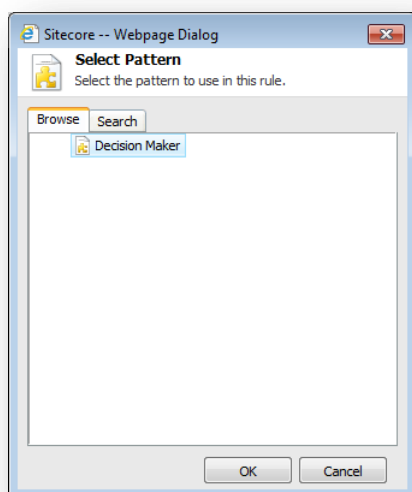 Sitecore -- Webpage Dialog
Select Pattern
Select the pattern to use in this rule.
Browse Search
Decision Maker
OK Cancel